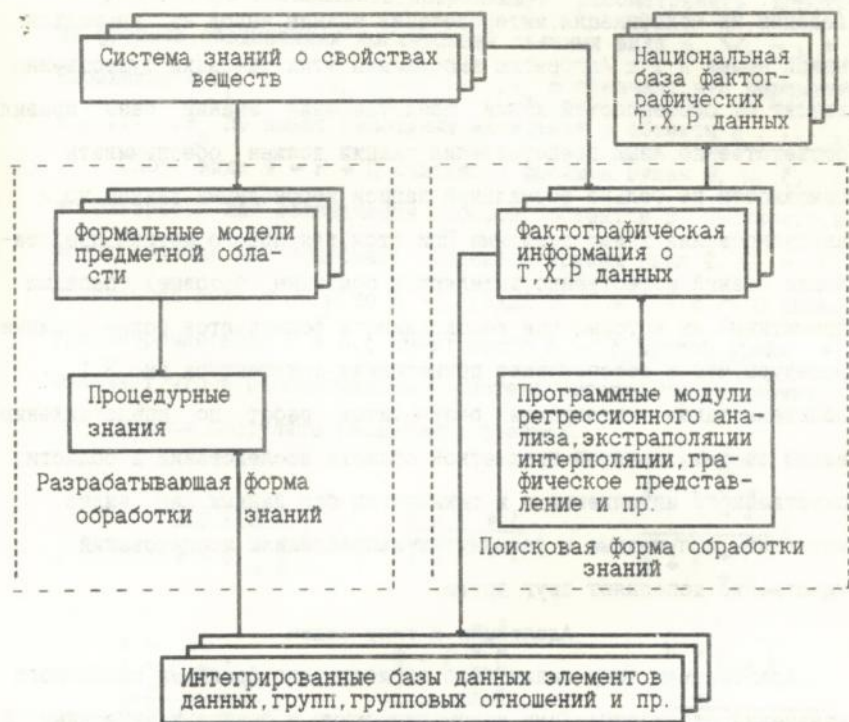 Система знаний о свойствах
веществ
Национальная
база фактогра-
фических
Т,Х,Р данных
Формальные модели
предметной обла-
сти
Фактографическая
информация о
Т,Х,Р данных
Процедурные
знания
Программные модули
регрессионного ана-
лиза,экстраполяции
интерполяции,гра-
фическое представ-
ление и пр.
Разрабатывающая форма
обработки знаний
Поисковая форма обработки
знаний
Интегрированные базы данных элементов
данных,групп,групповых отношений и пр.